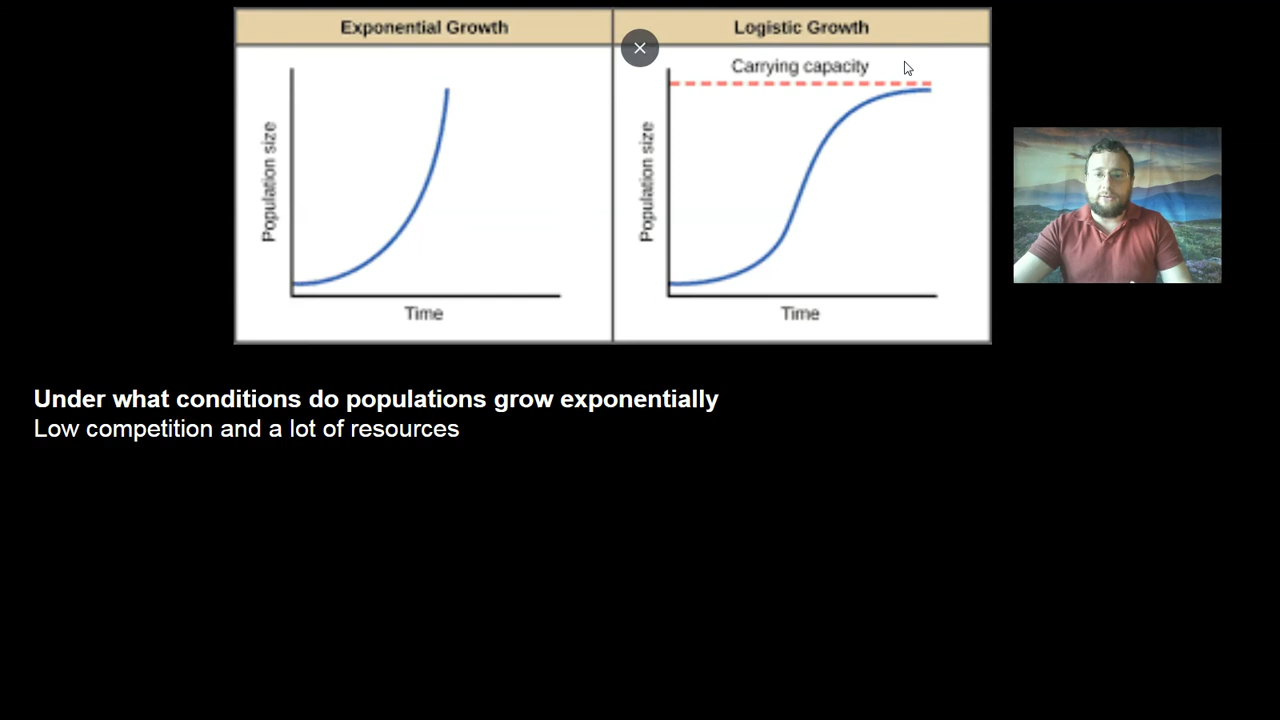 Exponential Growth
Logistic Growth
Carrying capacity
Population size
Population size
Time
Time
Under what conditions do populations grow exponentially
Low competition and a lot of resources